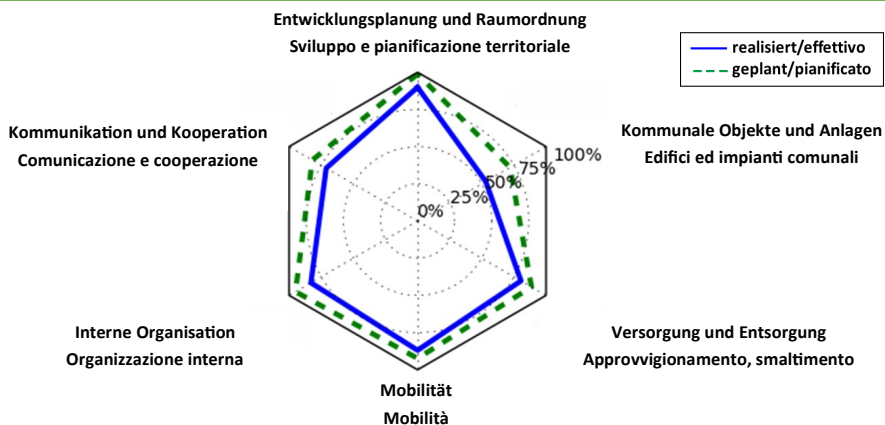 Entwicklungsplanung und Raumordnung
Sviluppo e pianificazione territoriale
realisiert/effettivo
geplant/pianificato
Kommunikation und Kooperation
Comunicazione e cooperazione
Kommunale Objekte und Anlagen
Edifici ed impianti comunali
100%
75%
50%
25%
0%
Interne Organisation
Organizzazione interna
Versorgung und Entsorgung
Approvvigionamento, smaltimento
Mobilität
Mobilità